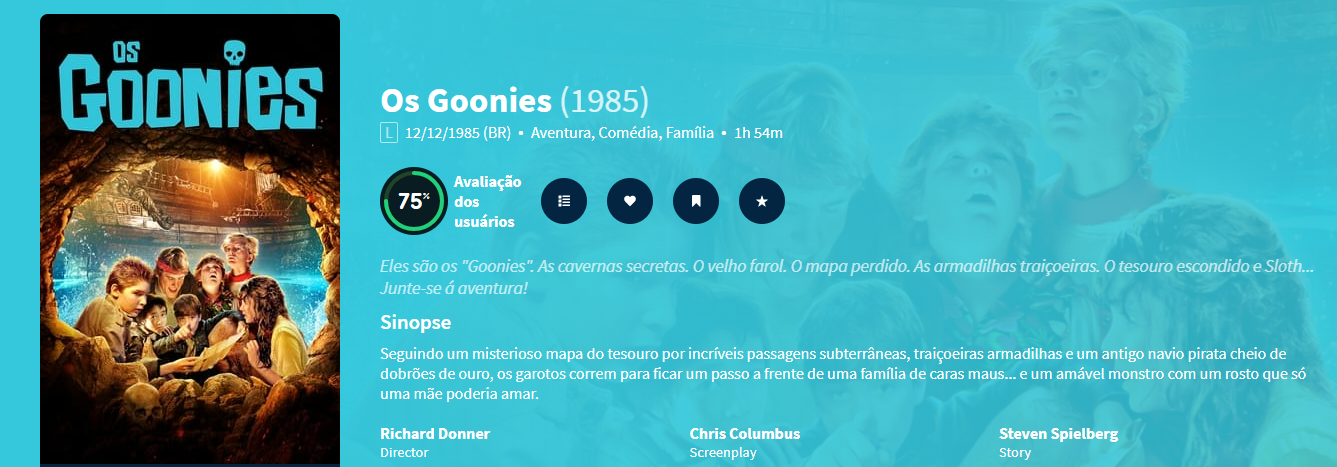 OS
GOONIES
Os Goonies (1985)
L 12/12/1985 (BR) • Aventura, Comédia, Família • 1h 54m
75%
Avaliação
dos
usuários
Eles são os "Goonies". As cavernas secretas. O velho farol. O mapa perdido. As armadilhas traiçoeiras. O tesouro escondido e Sloth...
Junte-se á aventura!
Sinopse
Seguindo um misterioso mapa do tesouro por incríveis passagens subterrâneas, traiçoeiras armadilhas e um antigo navio pirata cheio de
dobrões de ouro, os garotos correm para ficar um passo a frente de uma família de caras maus... e um amável monstro com um rosto que só
uma mãe poderia amar.
Richard Donner
Director
Chris Columbus
Screenplay
Steven Spielberg
Story